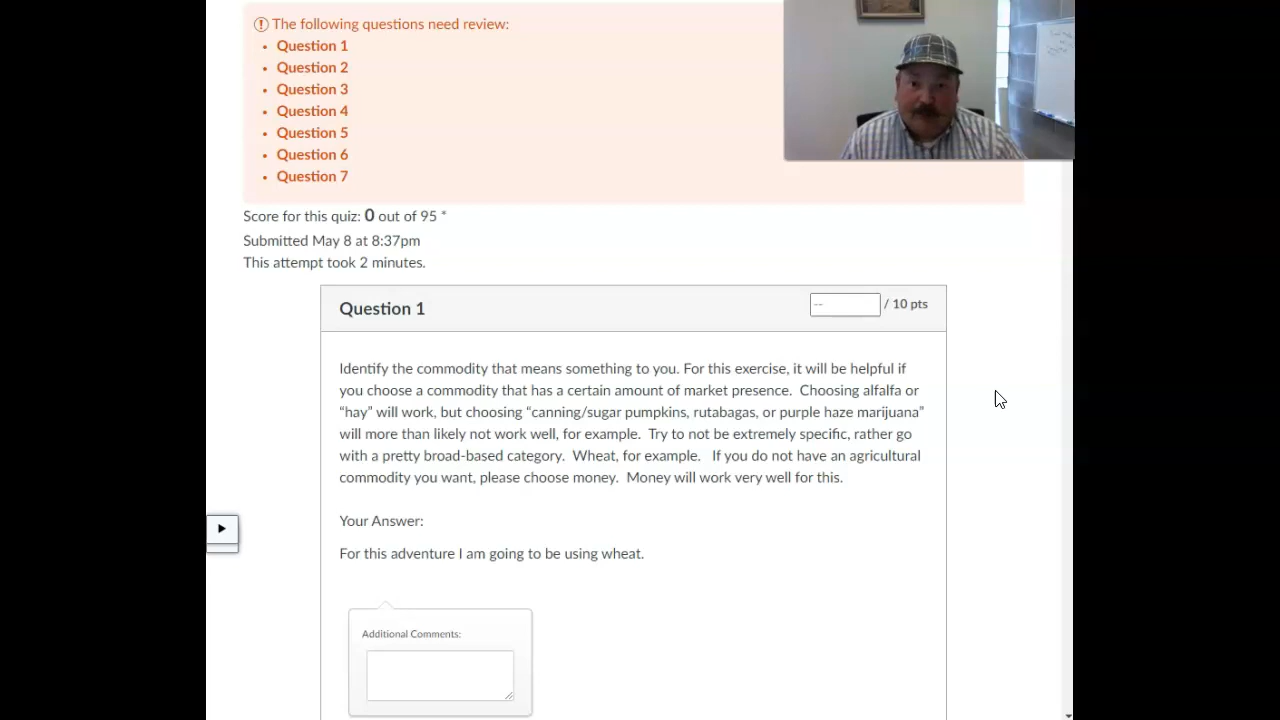 The following questions need review:
Question 1
Question 2
Question 3
Question 4
Question 5
Question 6
Question 7
Score for this quiz: 0 out of 95 *
Submitted May 8 at 8:37pm
This attempt took 2 minutes.
Question 1
-- / 10 pts
Identify the commodity that means something to you. For this exercise, it will be helpful if
you choose a commodity that has a certain amount of market presence. Choosing alfalfa or
“hay” will work, but choosing “canning/sugar pumpkins, rutabagas, or purple haze marijuana”
will more than likely not work well, for example. Try to not be extremely specific, rather go
with a pretty broad-based category. Wheat, for example. If you do not have an agricultural
commodity you want, please choose money. Money will work very well for this.
Your Answer:
For this adventure I am going to be using wheat.
Additional Comments: